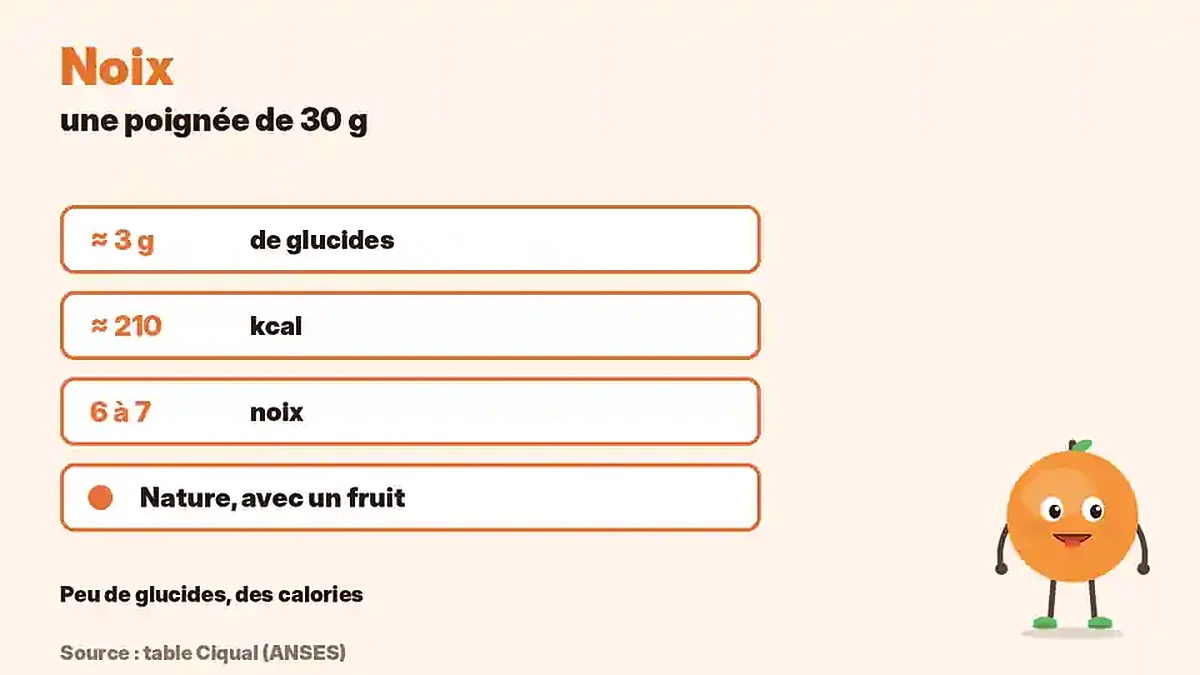 Noix
une poignée de 30 g
≈ 3 g de glucides
≈ 210 kcal
6 à 7 noix
Nature, avec un fruit
Peu de glucides, des calories
Source : table Ciqual (ANSES)